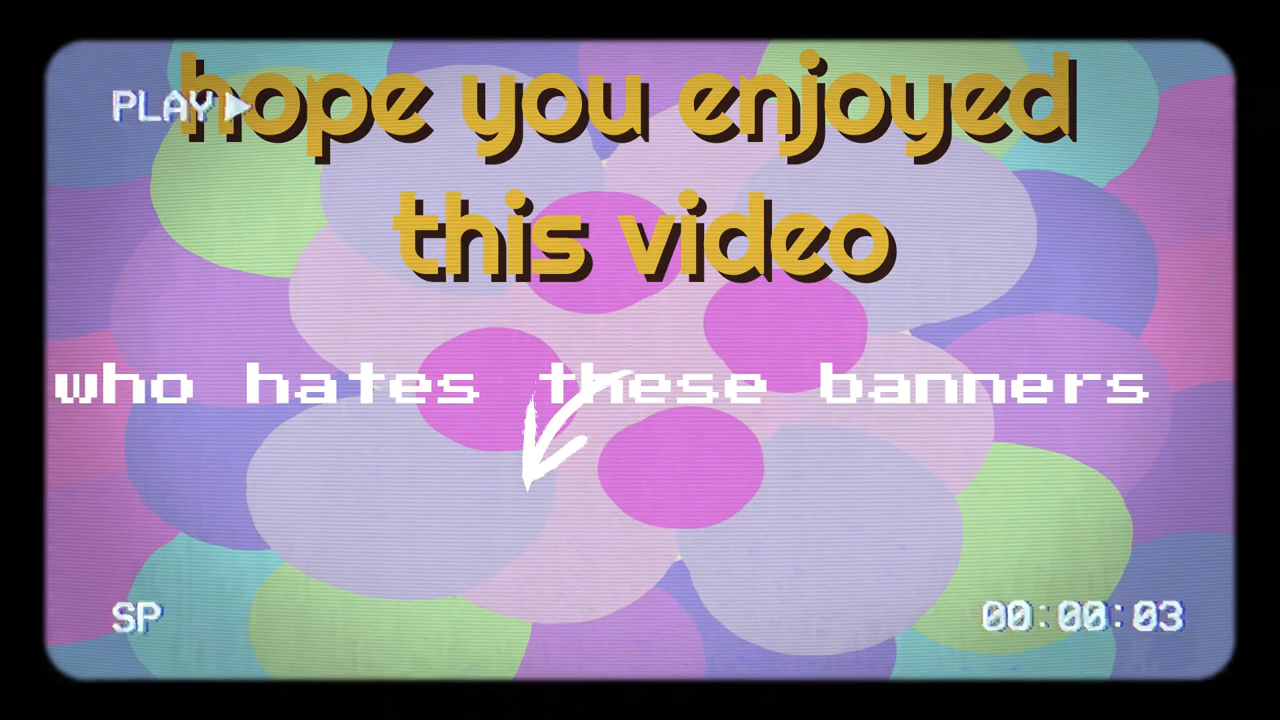 hope you enjoyed
PLAY
this video
who hates these banners
SP
00:00:03